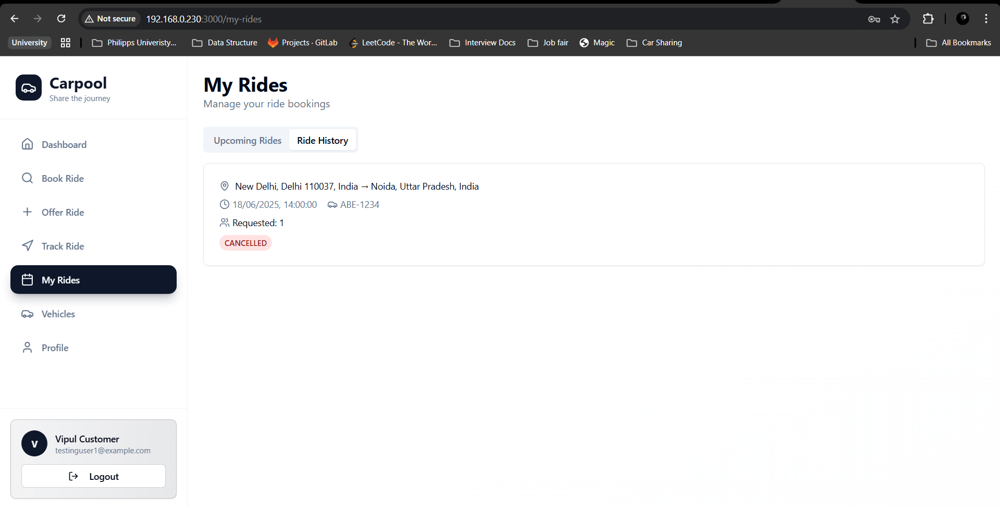 Not secure 192.168.0.230:3000/my-rides
University Philipps Univeristy... Data Structure Projects · GitLab LeetCode - The Wor... Interview Docs Job fair Magic Car Sharing All Bookmarks
Carpool
Share the journey
Dashboard
Book Ride
Offer Ride
Track Ride
My Rides
Vehicles
Profile
V
Vipul Customer
testinguser1@example.com
Logout
My Rides
Manage your ride bookings
Upcoming Rides Ride History
New Delhi, Delhi 110037, India → Noida, Uttar Pradesh, India
18/06/2025, 14:00:00 ABE-1234
Requested: 1
CANCELLED